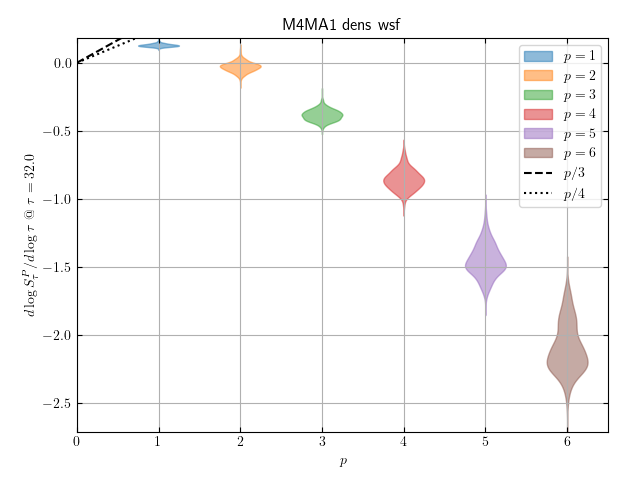 M4MA1 dens wsf
d log S_τ^P / d log τ @ τ = 32.0
0.0
−0.5
−1.0
−1.5
−2.0
−2.5
0 1 2 3 4 5 6
p
p = 1
p = 2
p = 3
p = 4
p = 5
p = 6
p/3
p/4